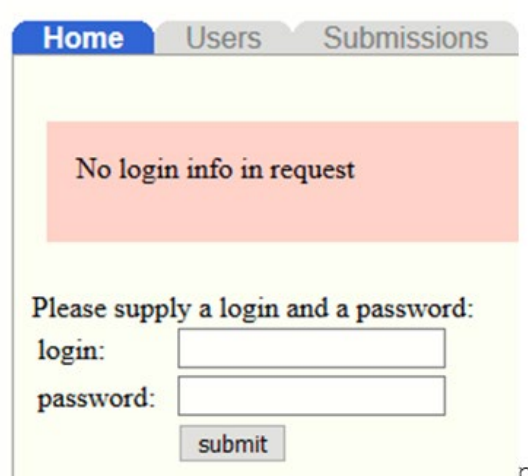 Home Users Submissions
No login info in request
Please supply a login and a password:
login:
password:
submit